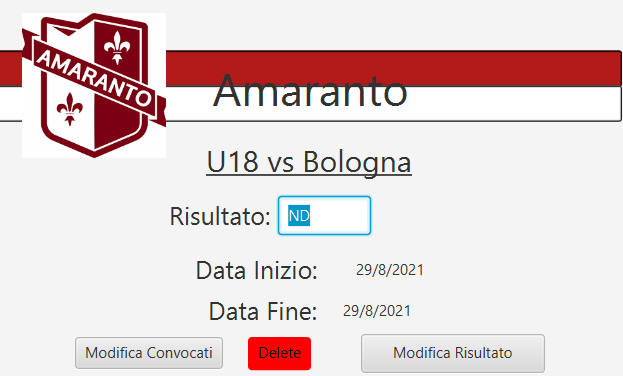 AMARANTO
Amaranto
U18 vs Bologna
Risultato: ND
Data Inizio: 29/8/2021
Data Fine: 29/8/2021
Modifica Convocati Delete Modifica Risultato